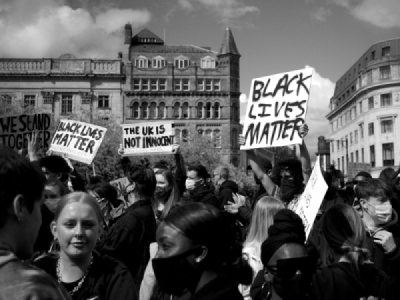 WE STAND
TOGETHER
BLACK LIVES
MATTER
THE UK IS
NOT INNOCENT
BLACK
LIVES
MATTER